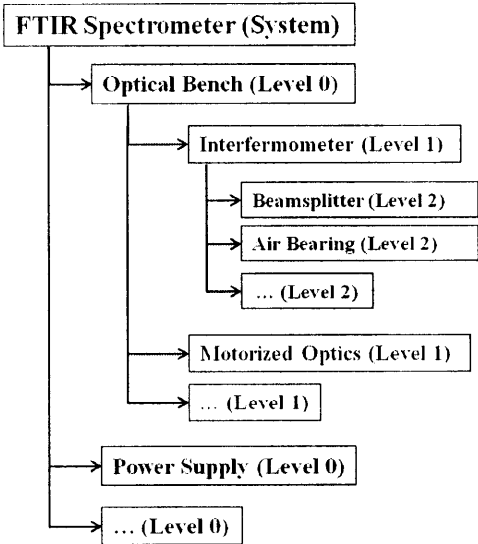 FTIR Spectrometer (System)
Optical Bench (Level 0)
Interfermometer (Level 1)
Beamsplitter (Level 2)
Air Bearing (Level 2)
... (Level 2)
Motorized Optics (Level 1)
... (Level 1)
Power Supply (Level 0)
... (Level 0)